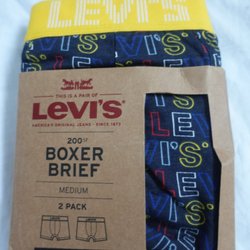 LEVI'S
THIS IS A PAIR OF
LEVI'S
AMERICA'S ORIGINAL JEANS - SINCE 1873
200SF
BOXER
BRIEF
MEDIUM
2 PACK